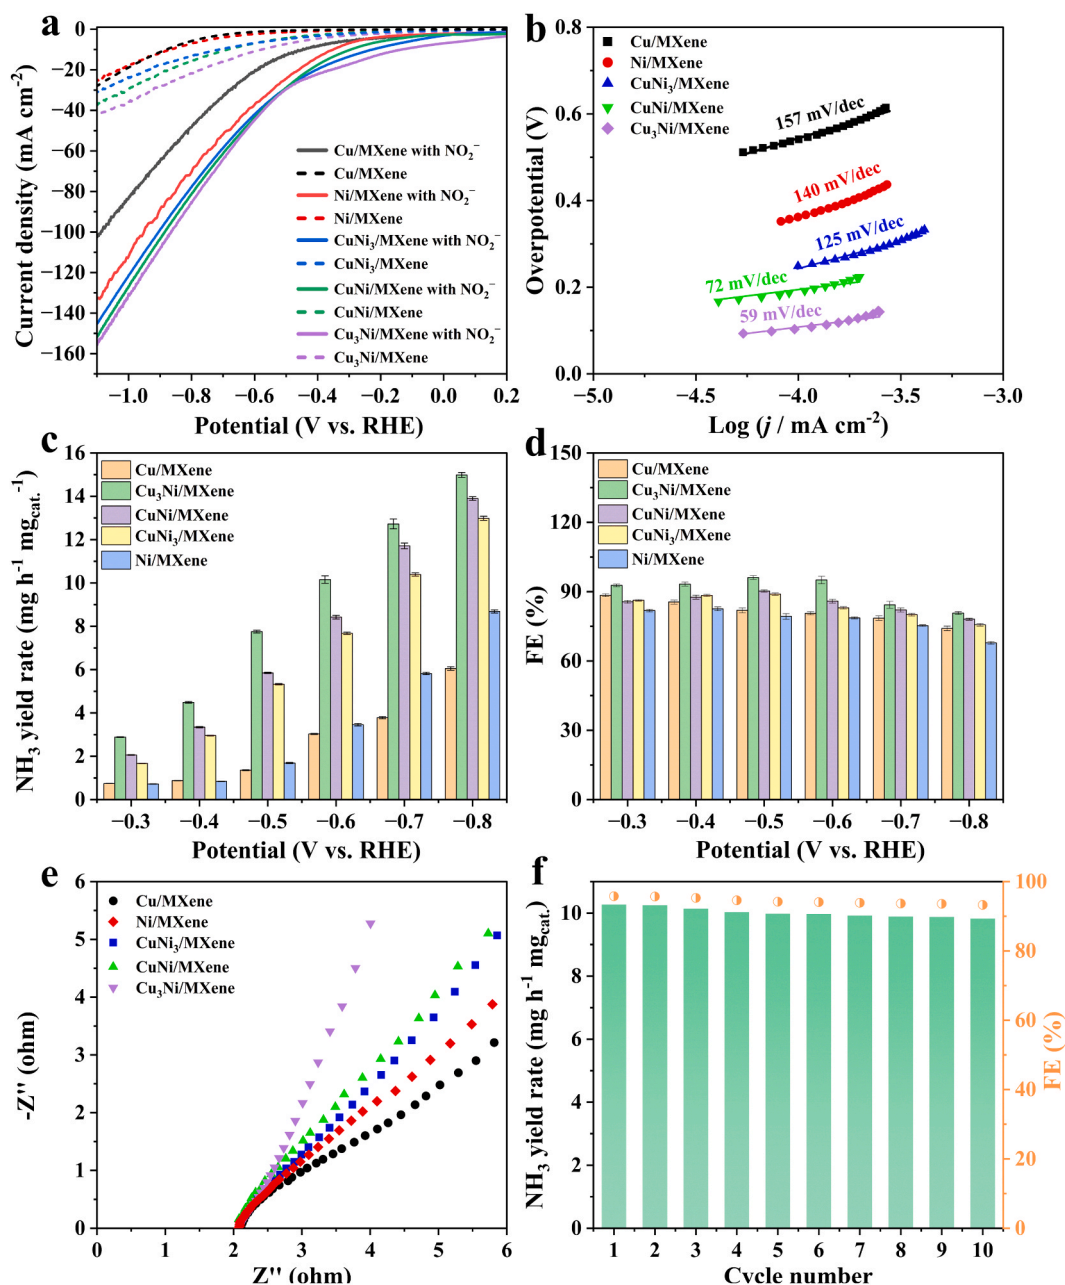 a
0
−20
−40
−60
−80
−100
−120
−140
−160
Current density (mA cm⁻²)
Cu/MXene with NO₂⁻
Cu/MXene
Ni/MXene with NO₂⁻
Ni/MXene
CuNi₃/MXene with NO₂⁻
CuNi₃/MXene
CuNi/MXene with NO₂⁻
CuNi/MXene
Cu₃Ni/MXene with NO₂⁻
Cu₃Ni/MXene
−1.0 −0.8 −0.6 −0.4 −0.2 0.0 0.2
Potential (V vs. RHE)
b
0.8
0.6
0.4
0.2
0.0
Overpotential (V)
Cu/MXene
Ni/MXene
CuNi₃/MXene
CuNi/MXene
Cu₃Ni/MXene
157 mV/dec
140 mV/dec
125 mV/dec
72 mV/dec
59 mV/dec
−5.0 −4.5 −4.0 −3.5 −3.0
Log (j / mA cm⁻²)
c
16
14
12
10
8
6
4
2
0
NH₃ yield rate (mg h⁻¹ mg_cat.⁻¹)
Cu/MXene
Cu₃Ni/MXene
CuNi/MXene
CuNi₃/MXene
Ni/MXene
−0.3 −0.4 −0.5 −0.6 −0.7 −0.8
Potential (V vs. RHE)
d
150
120
90
60
30
0
FE (%)
Cu/MXene
Cu₃Ni/MXene
CuNi/MXene
CuNi₃/MXene
Ni/MXene
−0.3 −0.4 −0.5 −0.6 −0.7 −0.8
Potential (V vs. RHE)
e
6
5
4
3
2
1
0
-Z'' (ohm)
Cu/MXene
Ni/MXene
CuNi₃/MXene
CuNi/MXene
Cu₃Ni/MXene
0 1 2 3 4 5 6
Z'' (ohm)
f
10
8
6
4
2
0
NH₃ yield rate (mg h⁻¹ mg_cat.)
100
80
60
40
20
0
FE (%)
1 2 3 4 5 6 7 8 9 10
Cycle number